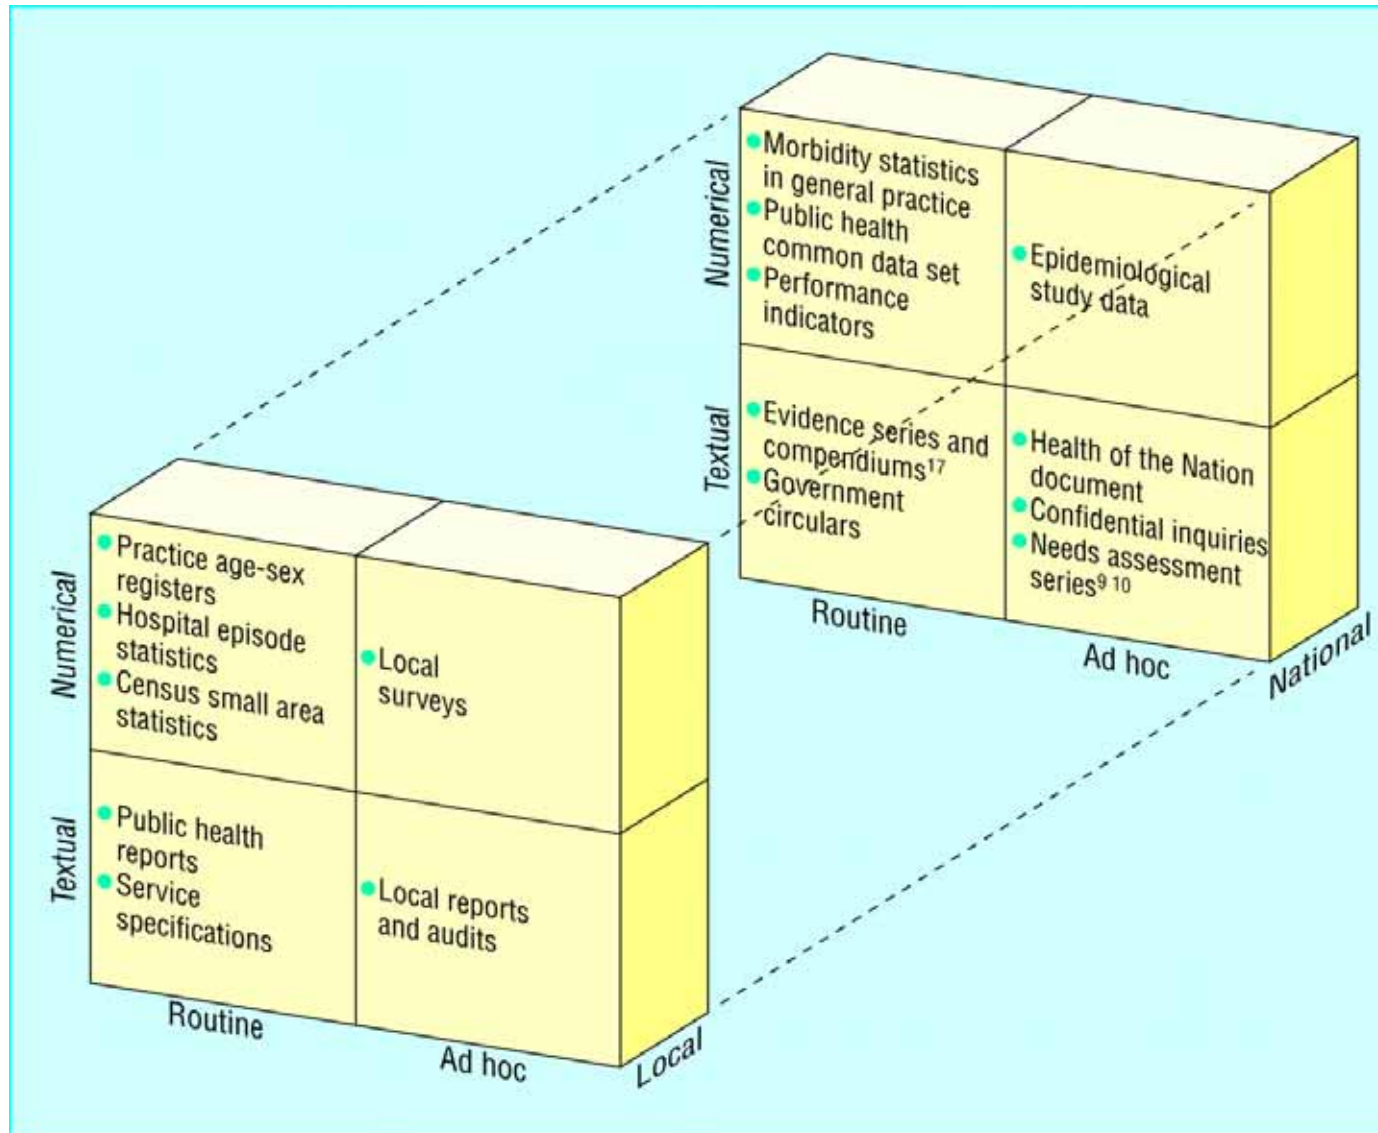 Numerical
Morbidity statistics
in general practice
Public health
common data set
Performance
indicators
Epidemiological
study data
Textual
Evidence series and
compendiums17
Government
circulars
Health of the Nation
document
Confidential inquiries
Needs assessment
series9 10
Routine
Ad hoc
National
Numerical
Practice age-sex
registers
Hospital episode
statistics
Census small area
statistics
Local
surveys
Textual
Public health
reports
Service
specifications
Local reports
and audits
Routine
Ad hoc
Local